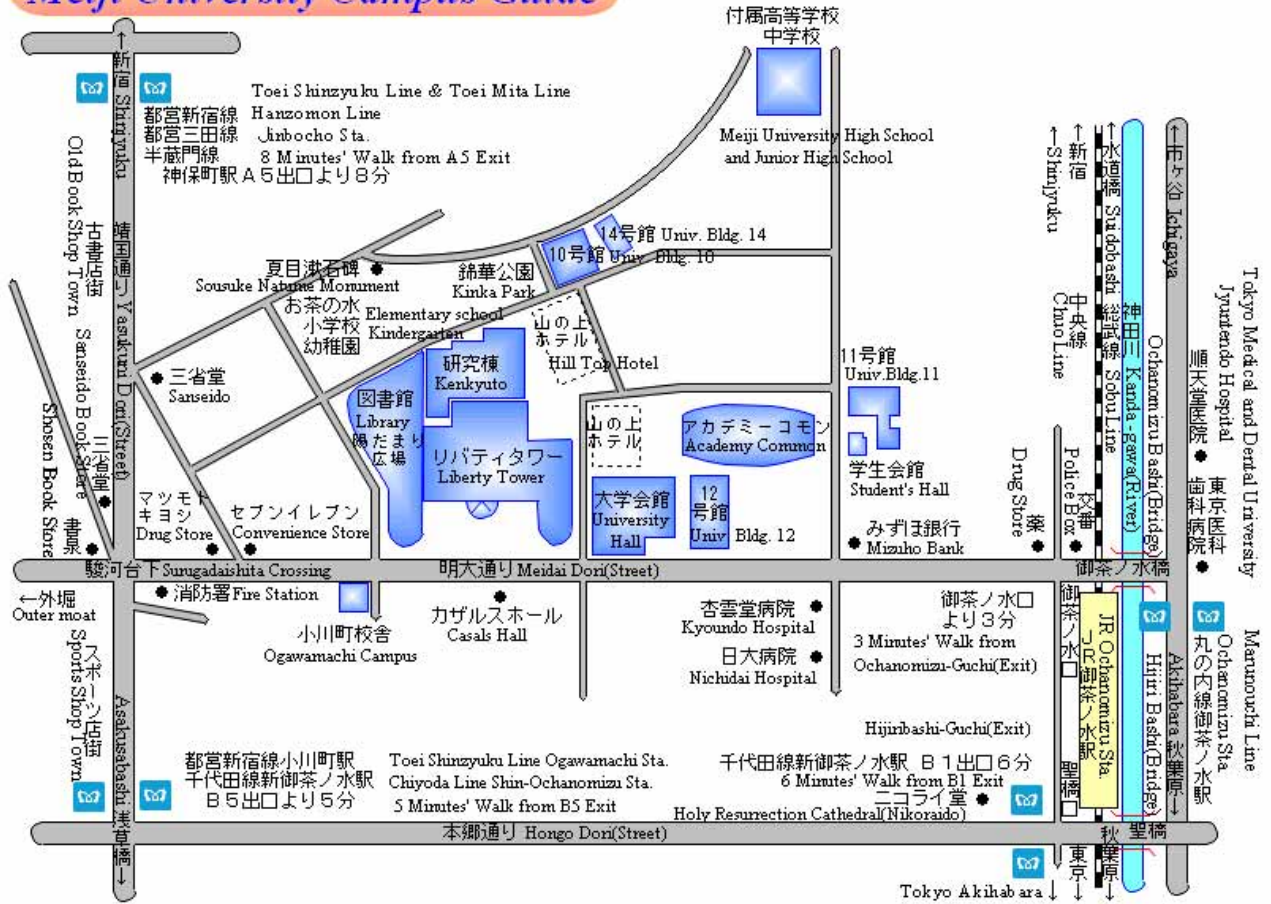 Meiji University Campus Guide
付属高等学校
中学校
Meiji University High School
and Junior High School
←新宿 Shinjyuku
都営新宿線
都営三田線
半蔵門線
神保町駅A5出口より8分
Toei Shinzyuku Line & Toei Mita Line
Hanzomon Line
Jinbocho Sta.
8 Minutes' Walk from A5 Exit
Old Book Shop Town
古書店街
靖国通り Yasukuni Dori(Street)
Sanseido Book Store
三省堂
Shosen Book Store
書泉
夏目漱石碑
Sousuke Natume Monument
錦華公園
Kinka Park
14号館 Univ. Bldg. 14
10号館 Univ. Bldg. 10
お茶の水
小学校
幼稚園
Elementary school
Kindergarten
山の上
ホテル
Hill Top Hotel
三省堂
Sanseido
研究棟
Kenkyuto
図書館
Library
陽だまり
広場
リバティタワー
Liberty Tower
山の上
ホテル
アカデミーコモン
Academy Common
11号館
Univ.Bldg.11
学生会館
Student's Hall
大学会館
University
Hall
12
号館
Univ Bldg. 12
マツモト
キヨシ
Drug Store
セブンイレブン
Convenience Store
みずほ銀行
Mizuho Bank
Drug Store
薬
Police Box
交番
←Shinjyuku
←新宿
中央線
Chuo Line
←水道橋 Suidobashi 総武線 Sobu Line
神田川 Kanda-gawa(River)
Ochanomizu Bashi(Bridge)
←市ヶ谷 Ichigaya
順天堂医院
Jyuntendo Hospital
東京医科
歯科病院
Tokyo Medical and Dental University
駿河台下 Surugadaishita Crossing
明大通り Meidai Dori(Street)
御茶ノ水橋
←外堀
Outer moat
消防署 Fire Station
小川町校舎
Ogawamachi Campus
カザルスホール
Casals Hall
杏雲堂病院
Kyoundo Hospital
日大病院
Nichidai Hospital
御茶ノ水口
より3分
3 Minutes' Walk from
Ochanomizu-Guchi(Exit)
Hijiribashi-Guchi(Exit)
御茶ノ水口
聖橋口
JR Ochanomizu Sta.
JR御茶ノ水駅
Hijiri Bashi(Bridge)
Akihabara 秋葉原→
丸の内線御茶ノ水駅
Ochanomizu Sta
Marunouchi Line
スポーツ店街
Sports Shop Town
Asakusabashi 浅草橋→
都営新宿線小川町駅
千代田線新御茶ノ水駅
B5出口より5分
Toei Shinzyuku Line Ogawamachi Sta.
Chiyoda Line Shin-Ochanomizu Sta.
5 Minutes' Walk from B5 Exit
千代田線新御茶ノ水駅 B1出口6分
6 Minutes' Walk from B1 Exit
ニコライ堂
Holy Resurrection Cathedral(Nikoraido)
本郷通り Hongo Dori(Street)
聖橋
秋葉原→
東京→
Tokyo Akihabara↓